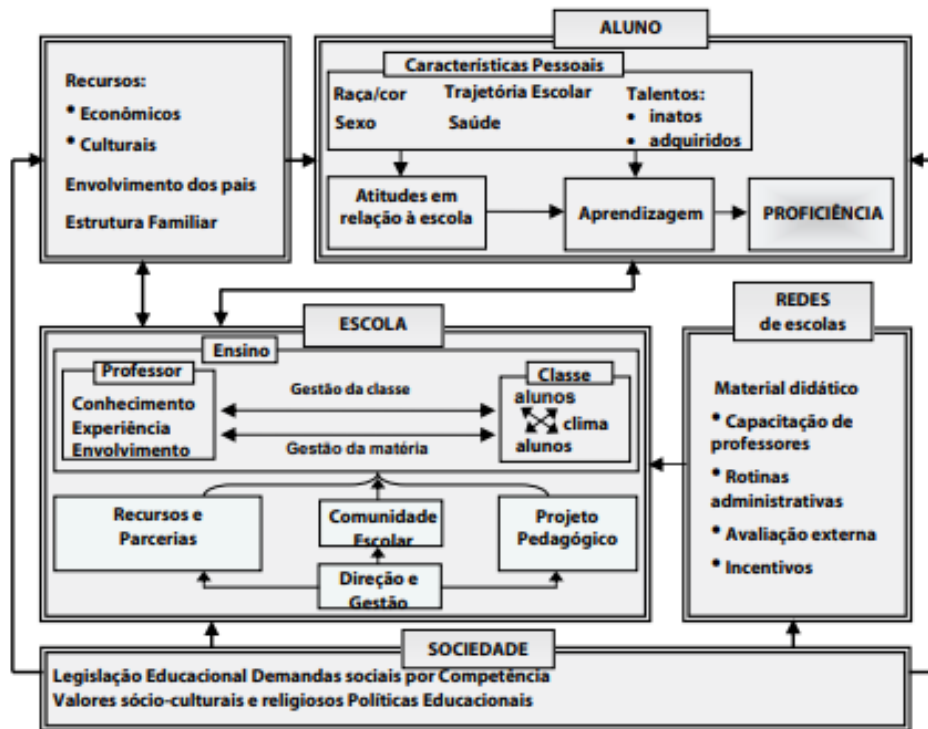 ALUNO
Recursos:
• Econômicos
• Culturais
Envolvimento dos pais
Estrutura Familiar
Características Pessoais
Raça/cor
Trajetória Escolar
Talentos:
Sexo
Saúde
• inatos
• adquiridos
Atitudes em
relação à escola
Aprendizagem
PROFICIÊNCIA
ESCOLA
Ensino
Professor
Conhecimento
Experiência
Envolvimento
Gestão da classe
Gestão da matéria
Classe
alunos
clima
alunos
Recursos e
Parcerias
Comunidade
Escolar
Projeto
Pedagógico
Direção e
Gestão
REDES
de escolas
Material didático
• Capacitação de
professores
• Rotinas
administrativas
• Avaliação externa
• Incentivos
SOCIEDADE
Legislação Educacional Demandas sociais por Competência
Valores sócio-culturais e religiosos Políticas Educacionais